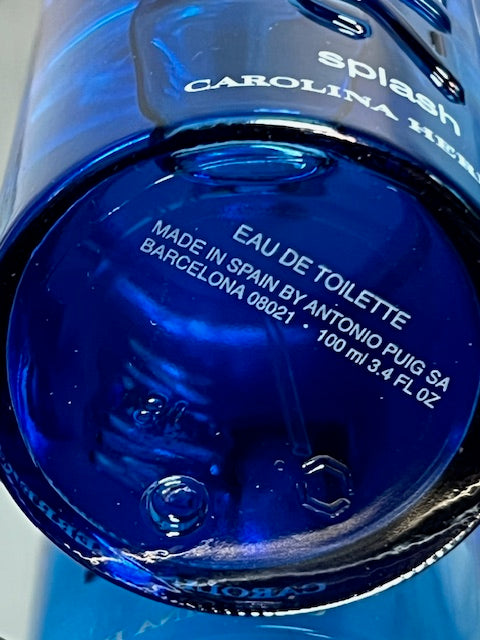 splash
CAROLINA HER
EAU DE TOILETTE
MADE IN SPAIN BY ANTONIO PUIG SA
BARCELONA 08021 • 100 ml 3.4 FL OZ